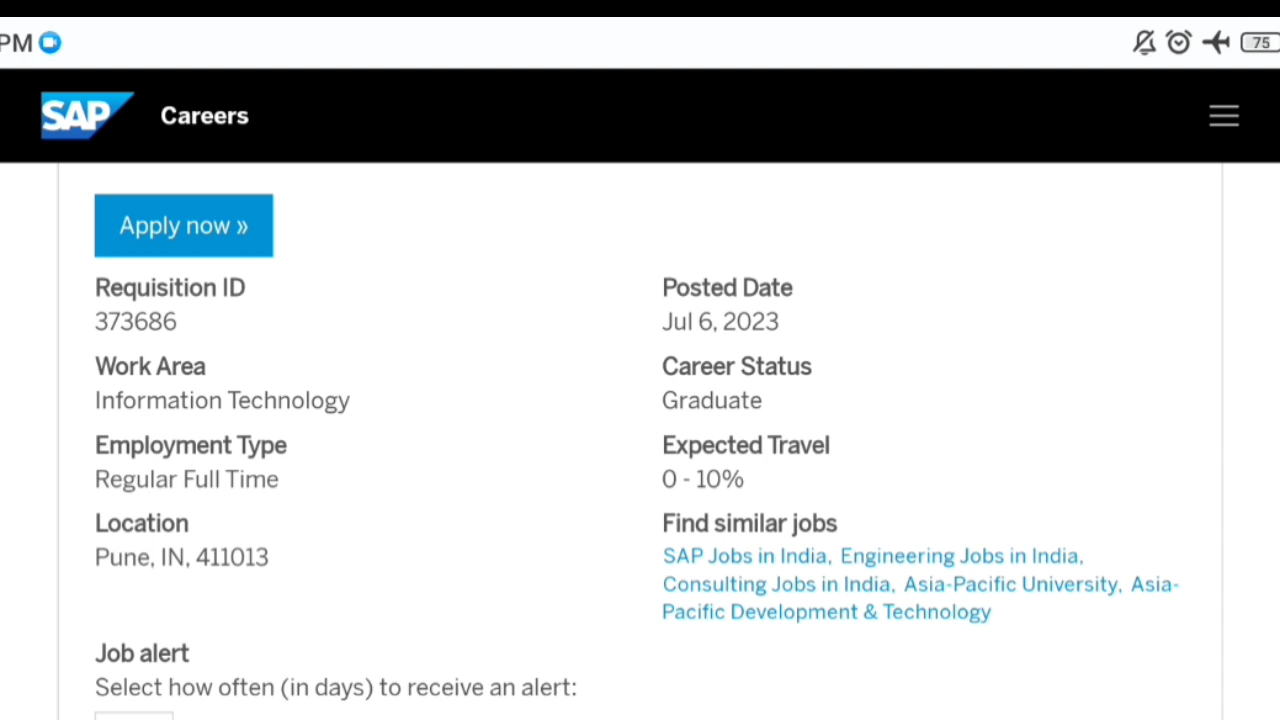 PM
75
SAP Careers
Apply now »
Requisition ID
373686
Posted Date
Jul 6, 2023
Work Area
Information Technology
Career Status
Graduate
Employment Type
Regular Full Time
Expected Travel
0 - 10%
Location
Pune, IN, 411013
Find similar jobs
SAP Jobs in India, Engineering Jobs in India,
Consulting Jobs in India, Asia-Pacific University, Asia-
Pacific Development & Technology
Job alert
Select how often (in days) to receive an alert: